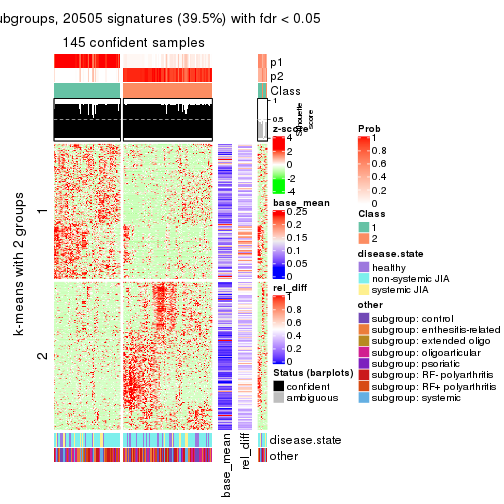 ubgroups, 20505 signatures (39.5%) with fdr < 0.05
145 confident samples
p1
p2
Class
1
0.5
0
Silhouette
score
k-means with 2 groups
1
2
base_mean
rel_diff
disease.state
other
z-score
4
2
0
-2
-4
base_mean
0.25
0.2
0.15
0.1
0.05
0
rel_diff
1
0.8
0.6
0.4
0.2
0
Status (barplots)
confident
ambiguous
Prob
1
0.8
0.6
0.4
0.2
0
Class
1
2
disease.state
healthy
non-systemic JIA
systemic JIA
other
subgroup: control
subgroup: enthesitis-related
subgroup: extended oligo
subgroup: oligoarticular
subgroup: psoriatic
subgroup: RF- polyarthritis
subgroup: RF+ polyarthritis
subgroup: systemic